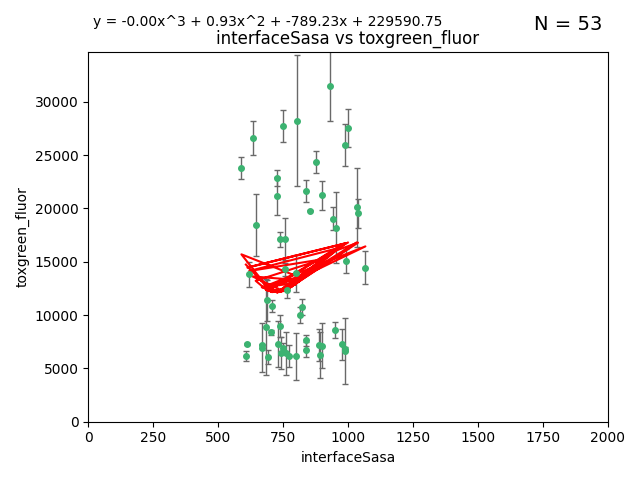 y = -0.00x^3 + 0.93x^2 + -789.23x + 229590.75
N = 53
interfaceSasa vs toxgreen_fluor
30000
25000
20000
15000
10000
5000
0
toxgreen_fluor
0 250 500 750 1000 1250 1500 1750 2000
interfaceSasa